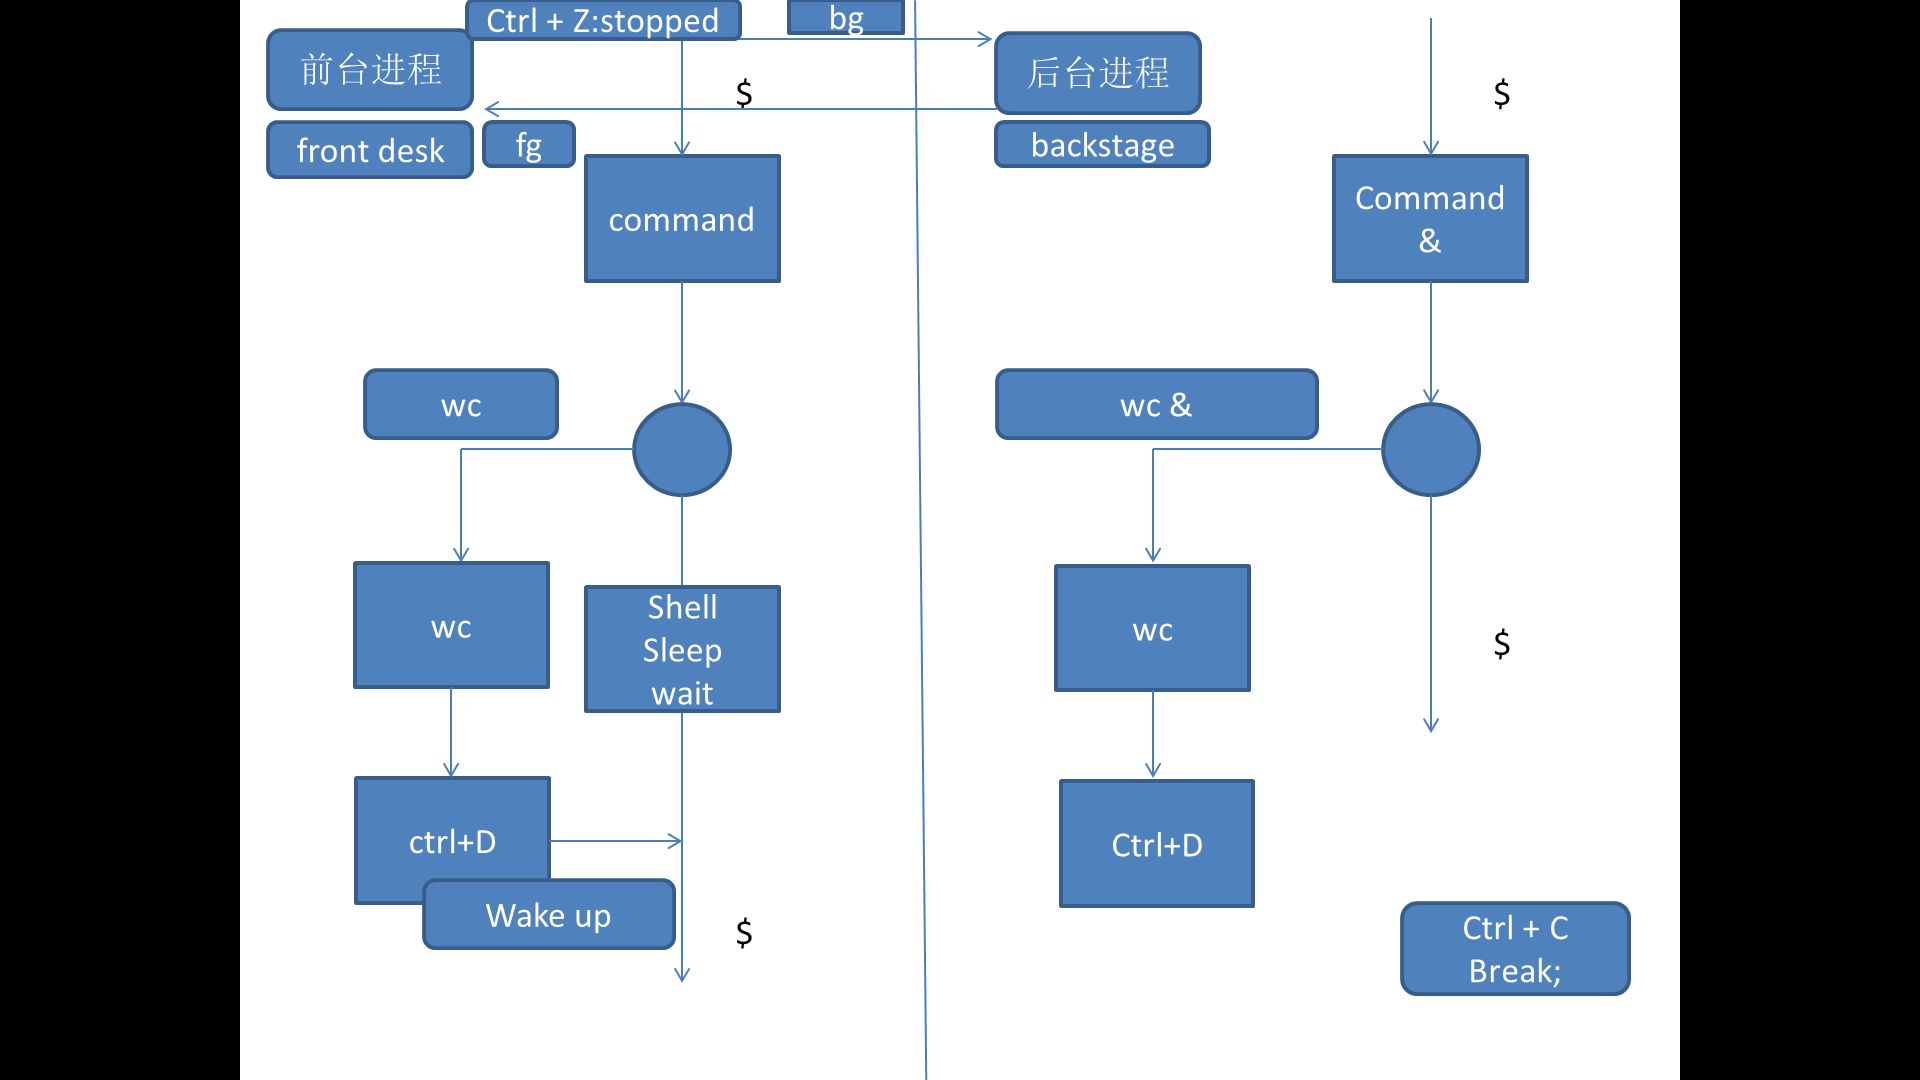 Ctrl + Z:stopped
bg
前台进程
后台进程
$
$
front desk
fg
backstage
command
Command
&
wc
wc &
wc
Shell
Sleep
wait
wc
$
ctrl+D
Ctrl+D
Wake up
$
Ctrl + C
Break;